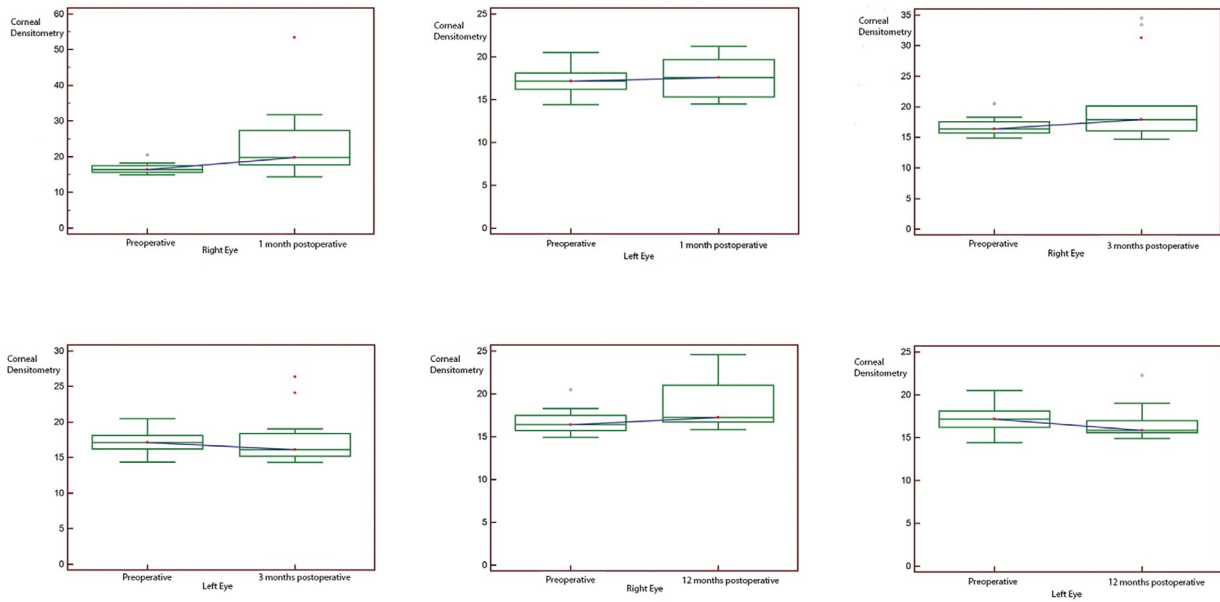 Corneal
Densitometry
60
50
40
30
20
10
0
Preoperative
1 month postoperative
Right Eye
Corneal
Densitometry
25
20
15
10
5
0
Preoperative
1 month postoperative
Left Eye
Corneal
Densitometry
35
30
25
20
15
10
5
0
Preoperative
3 months postoperative
Right Eye
Corneal
Densitometry
30
25
20
15
10
5
0
Preoperative
3 months postoperative
Left Eye
Corneal
Densitometry
25
20
15
10
5
0
Preoperative
12 months postoperative
Right Eye
Corneal
Densitometry
25
20
15
10
5
0
Preoperative
12 months postoperative
Left Eye